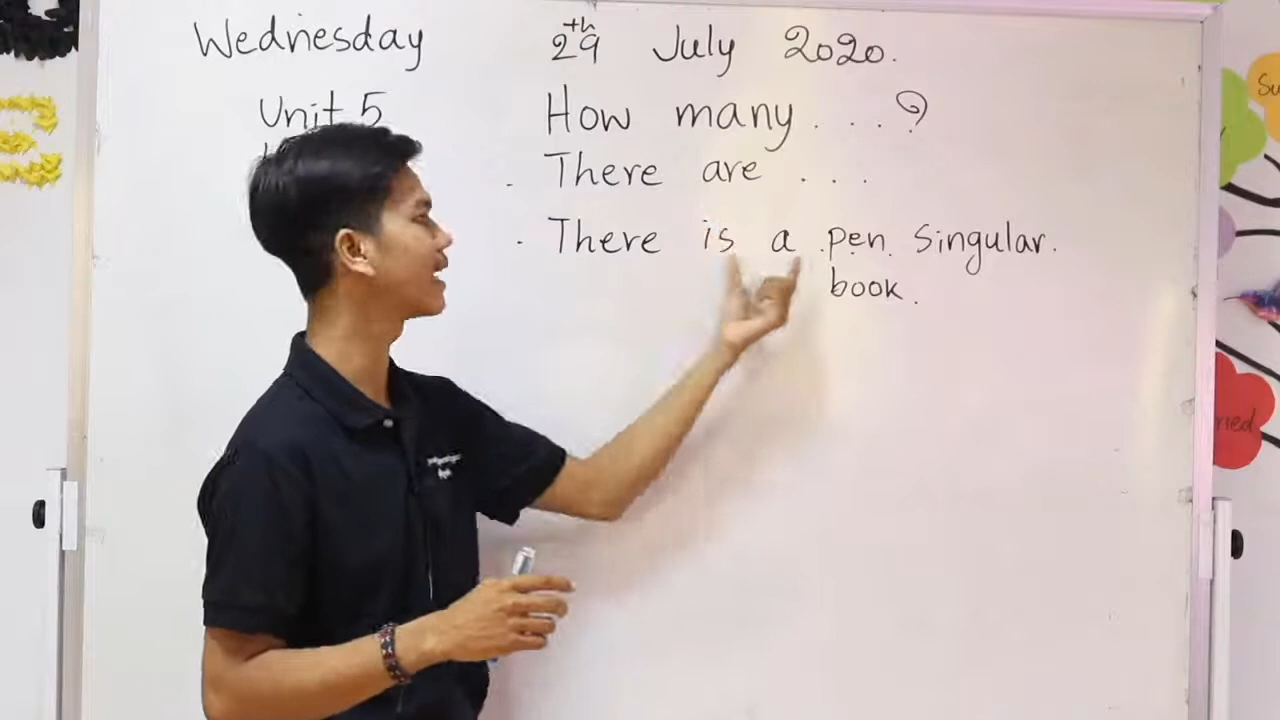 Wednesday 29th July 2020.
Unit 5 How many . . . ?
. There are . . .
. There is a pen. Singular.
book.